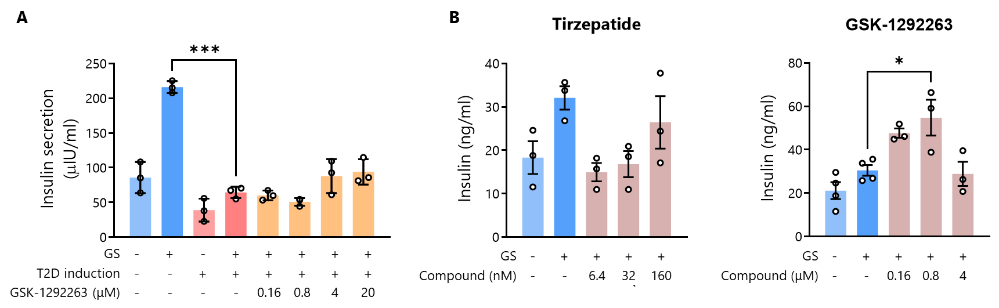 A
Insulin secretion
(μIU/ml)
250
200
150
100
50
0
***
GS - + - + + + + +
T2D induction - - + + + + + +
GSK-1292263 (μM) - - - - 0.16 0.8 4 20
B
Tirzepatide
Insulin (ng/ml)
40
30
20
10
0
GS - + + + +
Compound (nM) - - 6.4 32 160
`
GSK-1292263
Insulin (ng/ml)
80
60
40
20
0
*
GS - + + + +
Compound (μM) - - 0.16 0.8 4